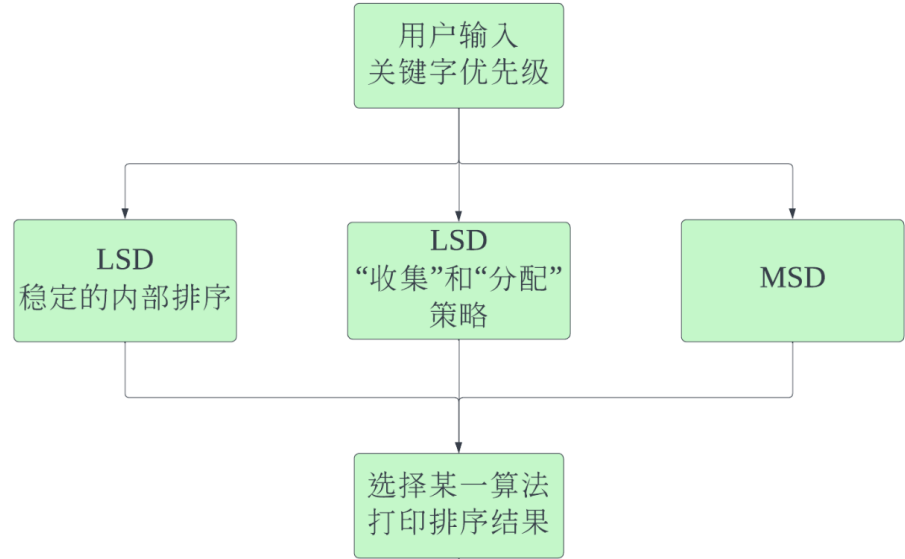 用户输入
关键字优先级
LSD
稳定的内部排序
LSD
“收集”和“分配”
策略
MSD
选择某一算法
打印排序结果